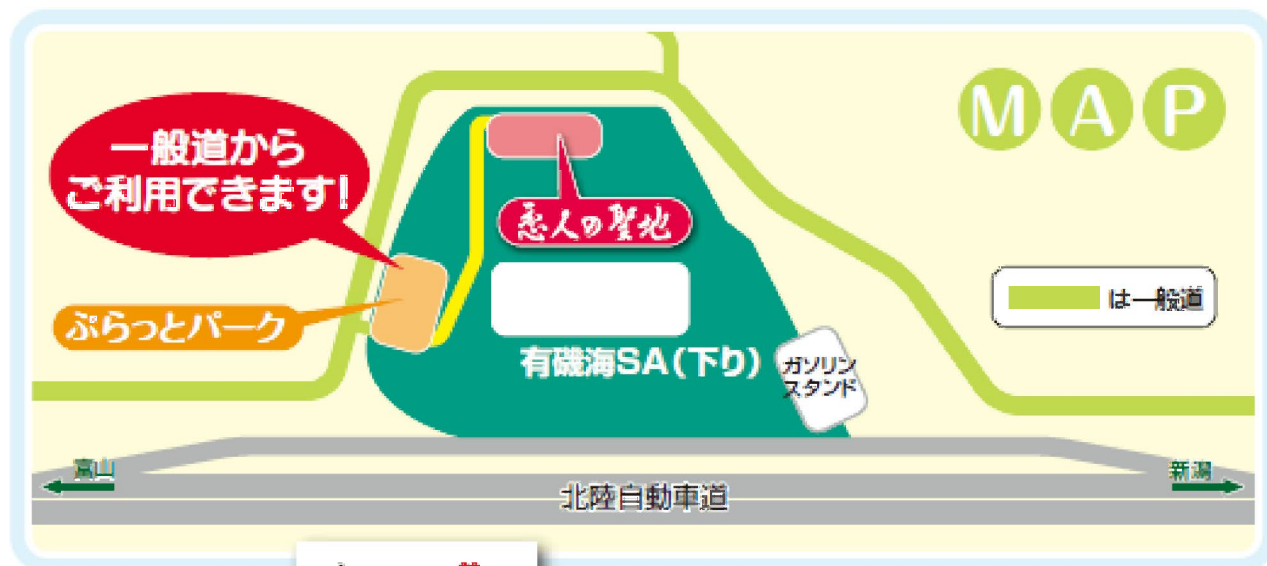 MAP
一般道から
ご利用できます!
恋人の聖地
ぷらっとパーク
は一般道
有磯海SA(下り)
ガソリン
スタンド
富山
新潟
北陸自動車道